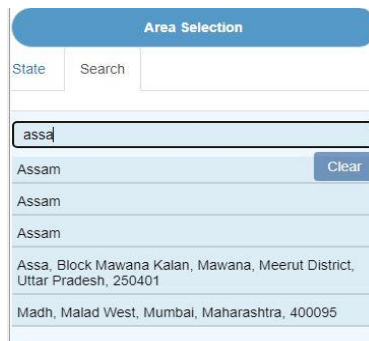 Area Selection
State Search
assa
Assam Clear
Assam
Assam
Assa, Block Mawana Kalan, Mawana, Meerut District,
Uttar Pradesh, 250401
Madh, Malad West, Mumbai, Maharashtra, 400095